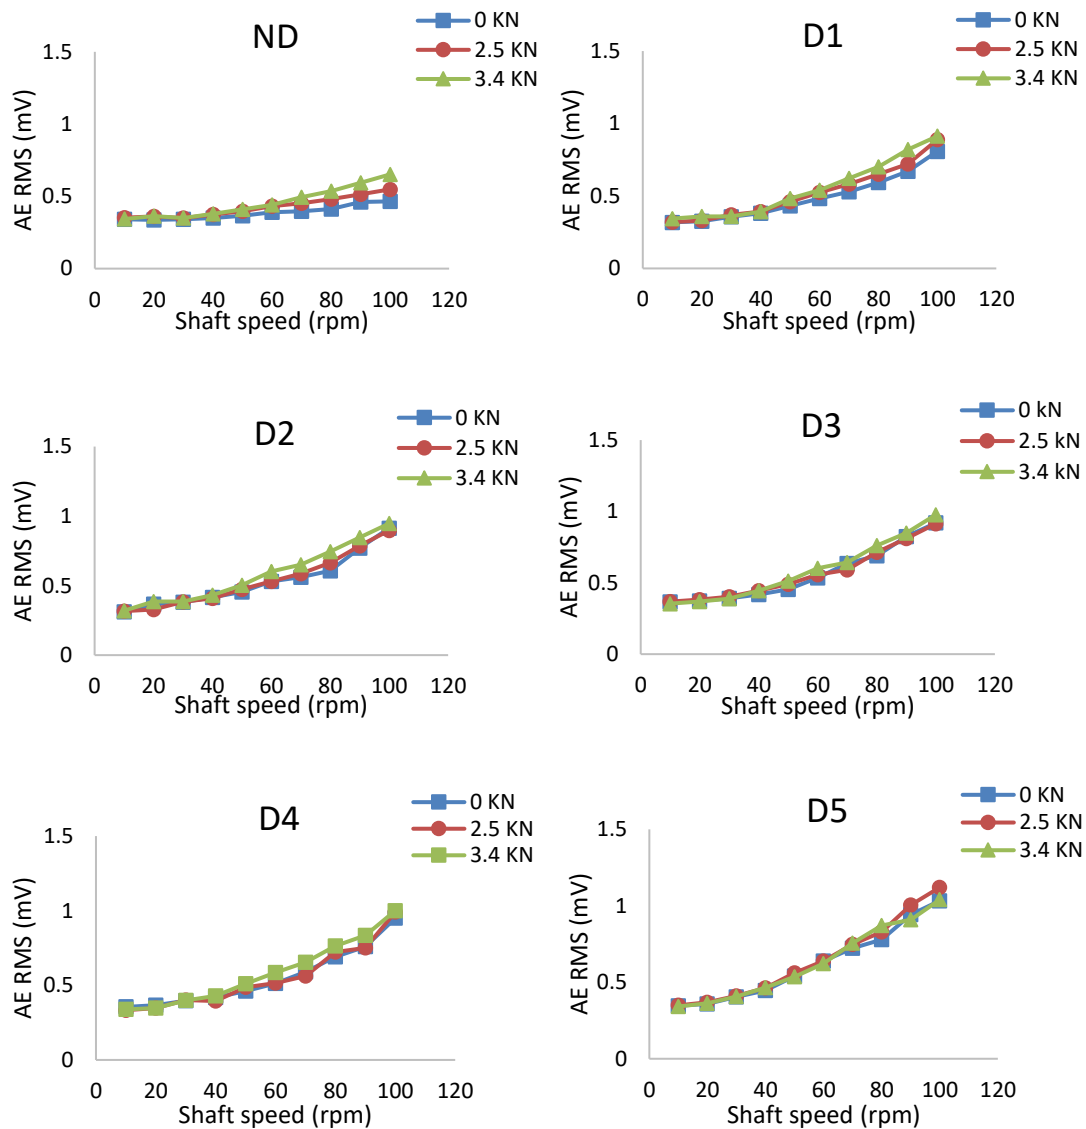 ND
0 KN
2.5 KN
3.4 KN
1.5
1
0.5
0
AE RMS (mV)
0 20 40 60 80 100 120
Shaft speed (rpm)
D1
0 KN
2.5 KN
3.4 KN
1.5
1
0.5
0
AE RMS (mV)
0 20 40 60 80 100 120
Shaft speed (rpm)
D2
0 KN
2.5 KN
3.4 KN
1.5
1
0.5
0
AE RMS (mV)
0 20 40 60 80 100 120
Shaft speed (rpm)
D3
0 kN
2.5 kN
3.4 kN
1.5
1
0.5
0
AE RMS (mV)
0 20 40 60 80 100 120
Shaft speed (rpm)
D4
0 KN
2.5 KN
3.4 KN
1.5
1
0.5
0
AE RMS (mV)
0 20 40 60 80 100 120
Shaft speed (rpm)
D5
0 KN
2.5 KN
3.4 KN
1.5
1
0.5
0
AE RMS (mV)
0 20 40 60 80 100 120
Shaft speed (rpm)